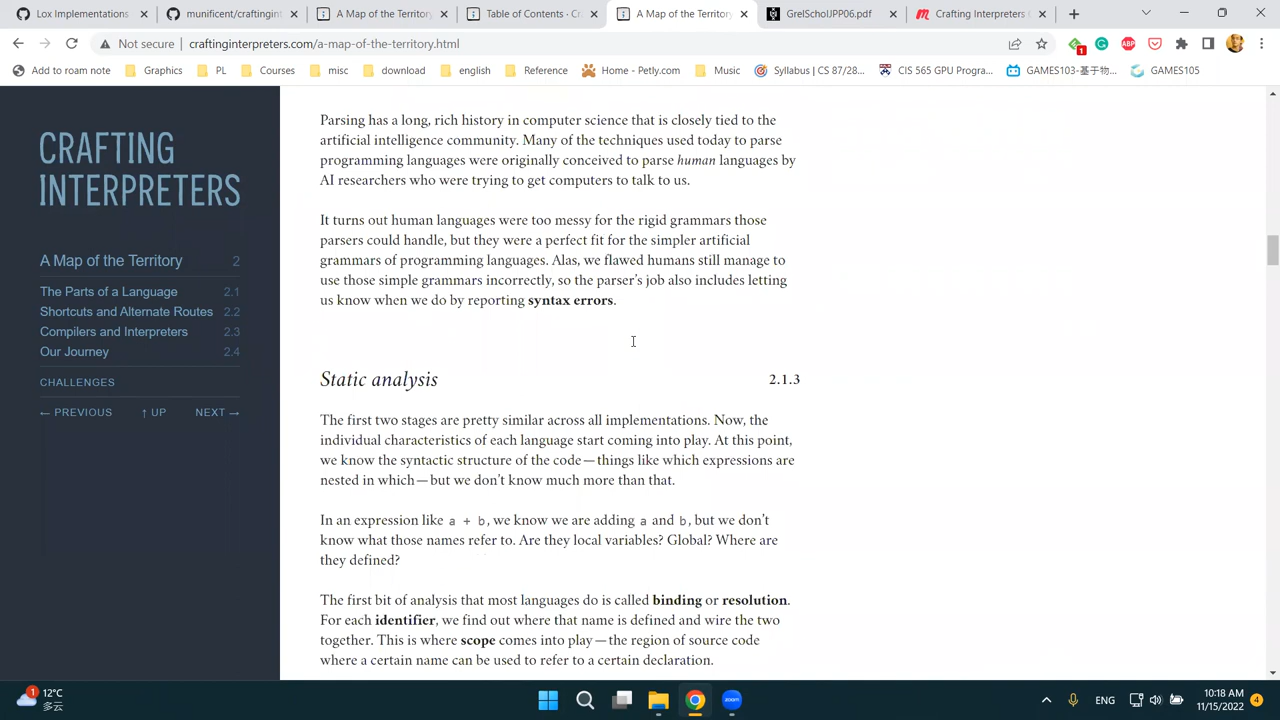 Lox Implementations
munificent/craftinginter
A Map of the Territory
Table of Contents · Cra
A Map of the Territory
GrelScholJPP06.pdf
Crafting Interpreters
Not secure
craftinginterpreters.com/a-map-of-the-territory.html
1
ABP
Add to roam note
Graphics
PL
Courses
misc
download
english
Reference
Home - Petly.com
Music
Syllabus | CS 87/28...
CIS 565 GPU Progra...
GAMES103-基于物...
GAMES105
CRAFTING
INTERPRETERS
A Map of the Territory 2
The Parts of a Language 2.1
Shortcuts and Alternate Routes 2.2
Compilers and Interpreters 2.3
Our Journey 2.4
CHALLENGES
← PREVIOUS ↑ UP NEXT →
Parsing has a long, rich history in computer science that is closely tied to the
artificial intelligence community. Many of the techniques used today to parse
programming languages were originally conceived to parse human languages by
AI researchers who were trying to get computers to talk to us.
It turns out human languages were too messy for the rigid grammars those
parsers could handle, but they were a perfect fit for the simpler artificial
grammars of programming languages. Alas, we flawed humans still manage to
use those simple grammars incorrectly, so the parser's job also includes letting
us know when we do by reporting syntax errors.
Static analysis 2.1.3
The first two stages are pretty similar across all implementations. Now, the
individual characteristics of each language start coming into play. At this point,
we know the syntactic structure of the code—things like which expressions are
nested in which—but we don't know much more than that.
In an expression like a + b, we know we are adding a and b, but we don't
know what those names refer to. Are they local variables? Global? Where are
they defined?
The first bit of analysis that most languages do is called binding or resolution.
For each identifier, we find out where that name is defined and wire the two
together. This is where scope comes into play—the region of source code
where a certain name can be used to refer to a certain declaration.
1
12°C
多云
zoom
ENG
10:18 AM
11/15/2022
4